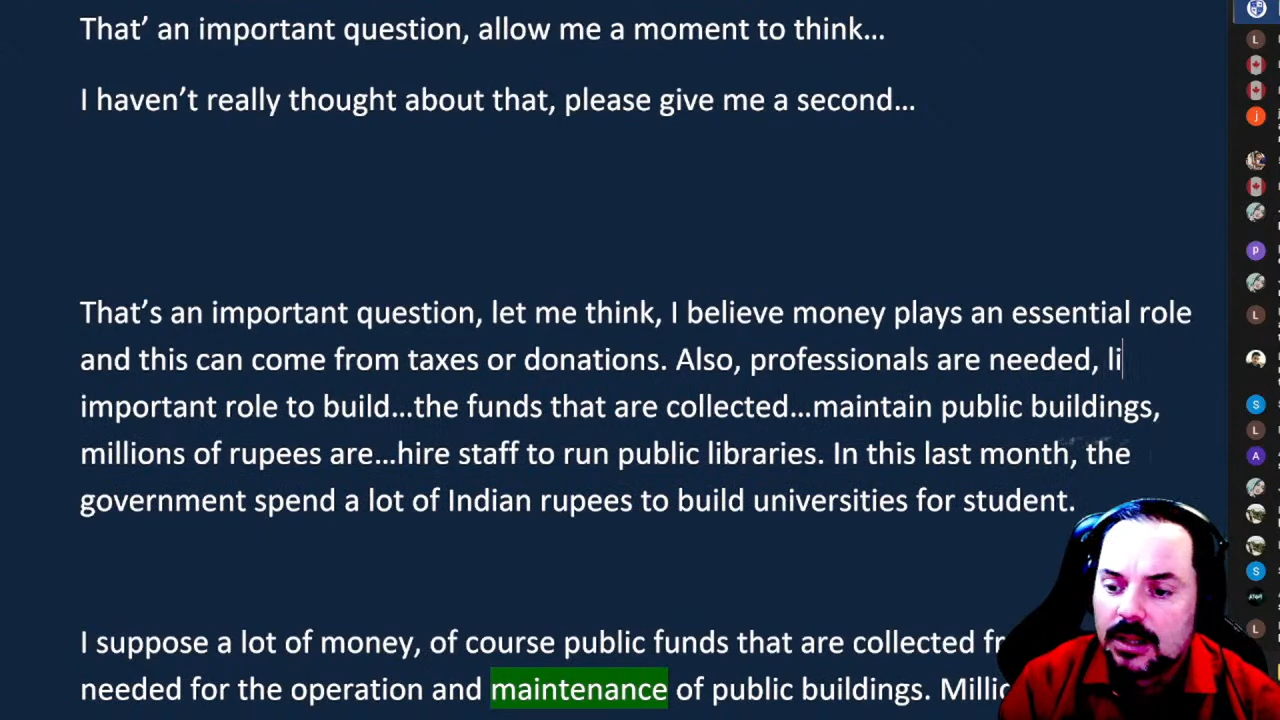 That’ an important question, allow me a moment to think…
I haven’t really thought about that, please give me a second…
That’s an important question, let me think, I believe money plays an essential role
and this can come from taxes or donations. Also, professionals are needed, li
important role to build…the funds that are collected…maintain public buildings,
millions of rupees are…hire staff to run public libraries. In this last month, the
government spend a lot of Indian rupees to build universities for student.
I suppose a lot of money, of course public funds that are collected
needed for the operation and maintenance of public buildings.
L
j
P
L
S
L
A
S
L